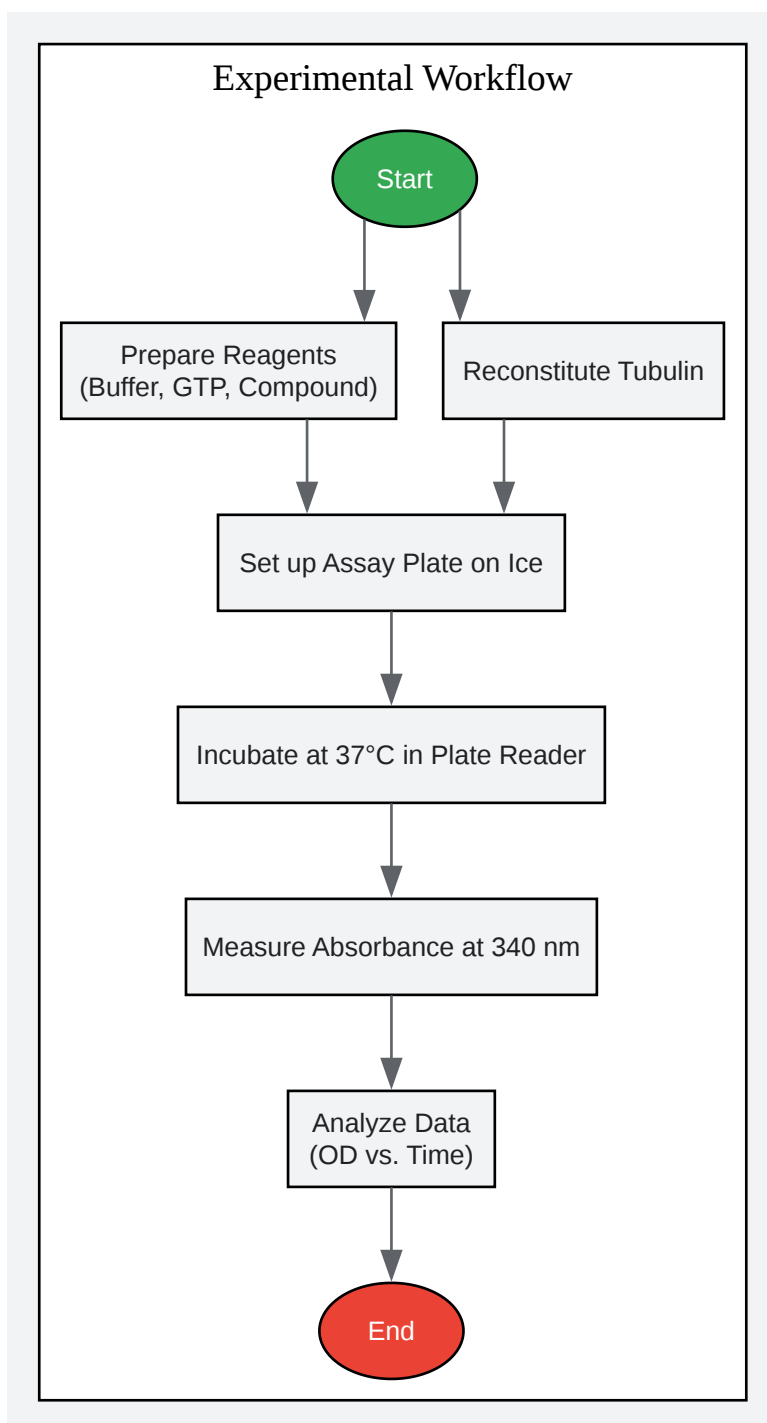 Experimental Workflow
Start
Prepare Reagents
(Buffer, GTP, Compound)
Reconstitute Tubulin
Set up Assay Plate on Ice
Incubate at 37°C in Plate Reader
Measure Absorbance at 340 nm
Analyze Data
(OD vs. Time)
End